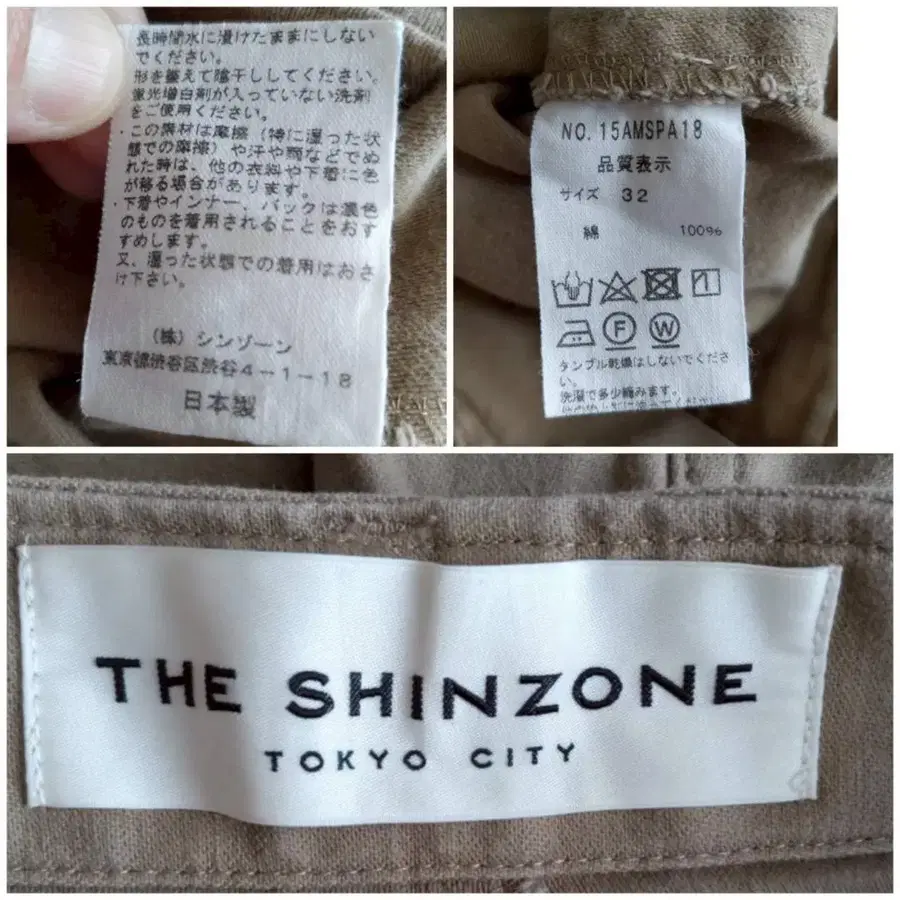 長時間水に漬けたままにしない
でください。
形を整えて陰干ししてください。
蛍光増白剤が入っていない洗剤
をご使用ください。
・この素材は摩擦（特に湿った状
態での摩擦）や汗や雨などでぬ
れた時は、他の衣料や下着に色
が移る場合があります。
・下着やインナー、バックは濃色
のものを着用されることをおす
すめします。
又、湿った状態での着用はおさ
け下さい。
（株）シンゾーン
東京都渋谷区渋谷4-1-18
日本製
NO. 15AMSPA18
品質表示
サイズ 32
綿 100%
F W
タンブル乾燥はしないでくださ
い。
洗濯で多少縮みます。
THE SHINZONE
TOKYO CITY